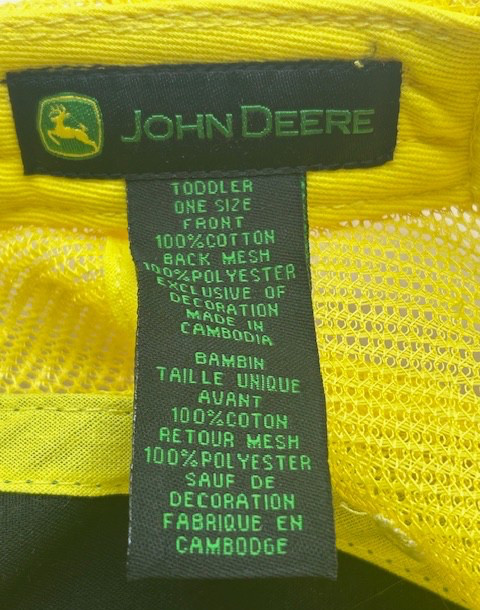 JOHN DEERE
TODDLER
ONE SIZE
FRONT
100%COTTON
BACK MESH
100%POLYESTER
EXCLUSIVE OF
DECORATION
MADE IN
CAMBODIA
BAMBIN
TAILLE UNIQUE
AVANT
100%COTON
RETOUR MESH
100%POLYESTER
SAUF DE
DECORATION
FABRIQUE EN
CAMBODGE